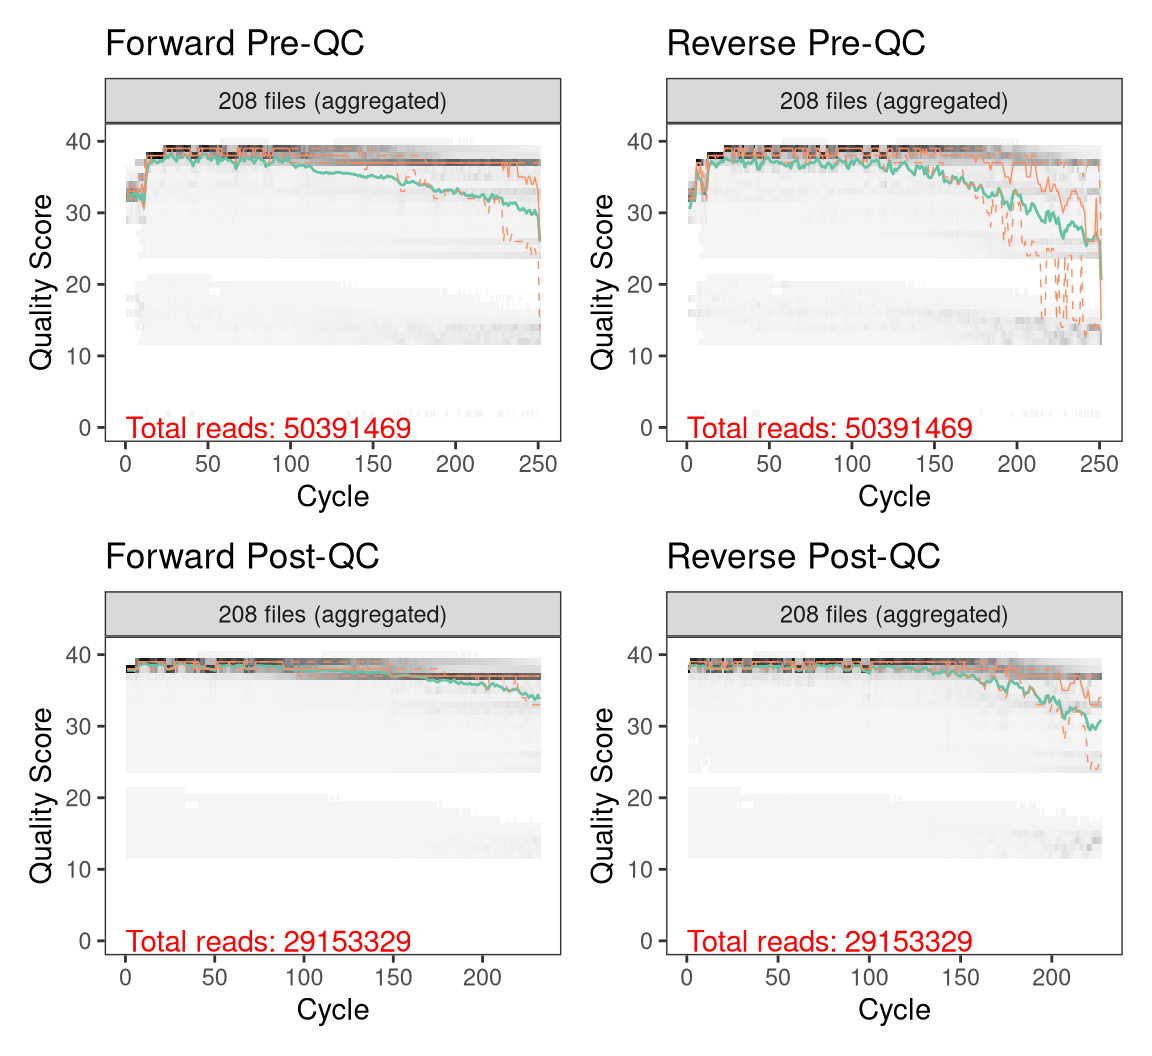 Forward Pre-QC
208 files (aggregated)
Quality Score
40
30
20
10
0
Total reads: 50391469
0 50 100 150 200 250
Cycle
Reverse Pre-QC
208 files (aggregated)
Quality Score
40
30
20
10
0
Total reads: 50391469
0 50 100 150 200 250
Cycle
Forward Post-QC
208 files (aggregated)
Quality Score
40
30
20
10
0
Total reads: 29153329
0 50 100 150 200
Cycle
Reverse Post-QC
208 files (aggregated)
Quality Score
40
30
20
10
0
Total reads: 29153329
0 50 100 150 200
Cycle